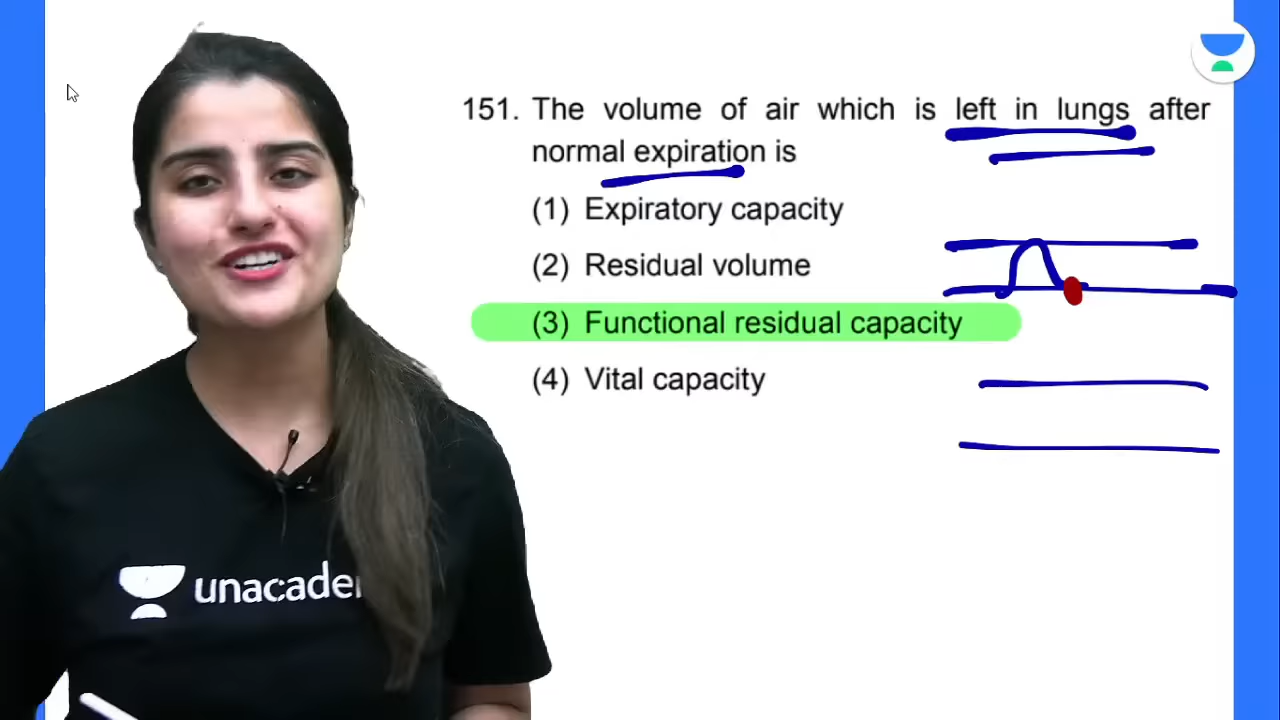 151. The volume of air which is left in lungs after
normal expiration is
(1) Expiratory capacity
(2) Residual volume
(3) Functional residual capacity
(4) Vital capacity
unacade